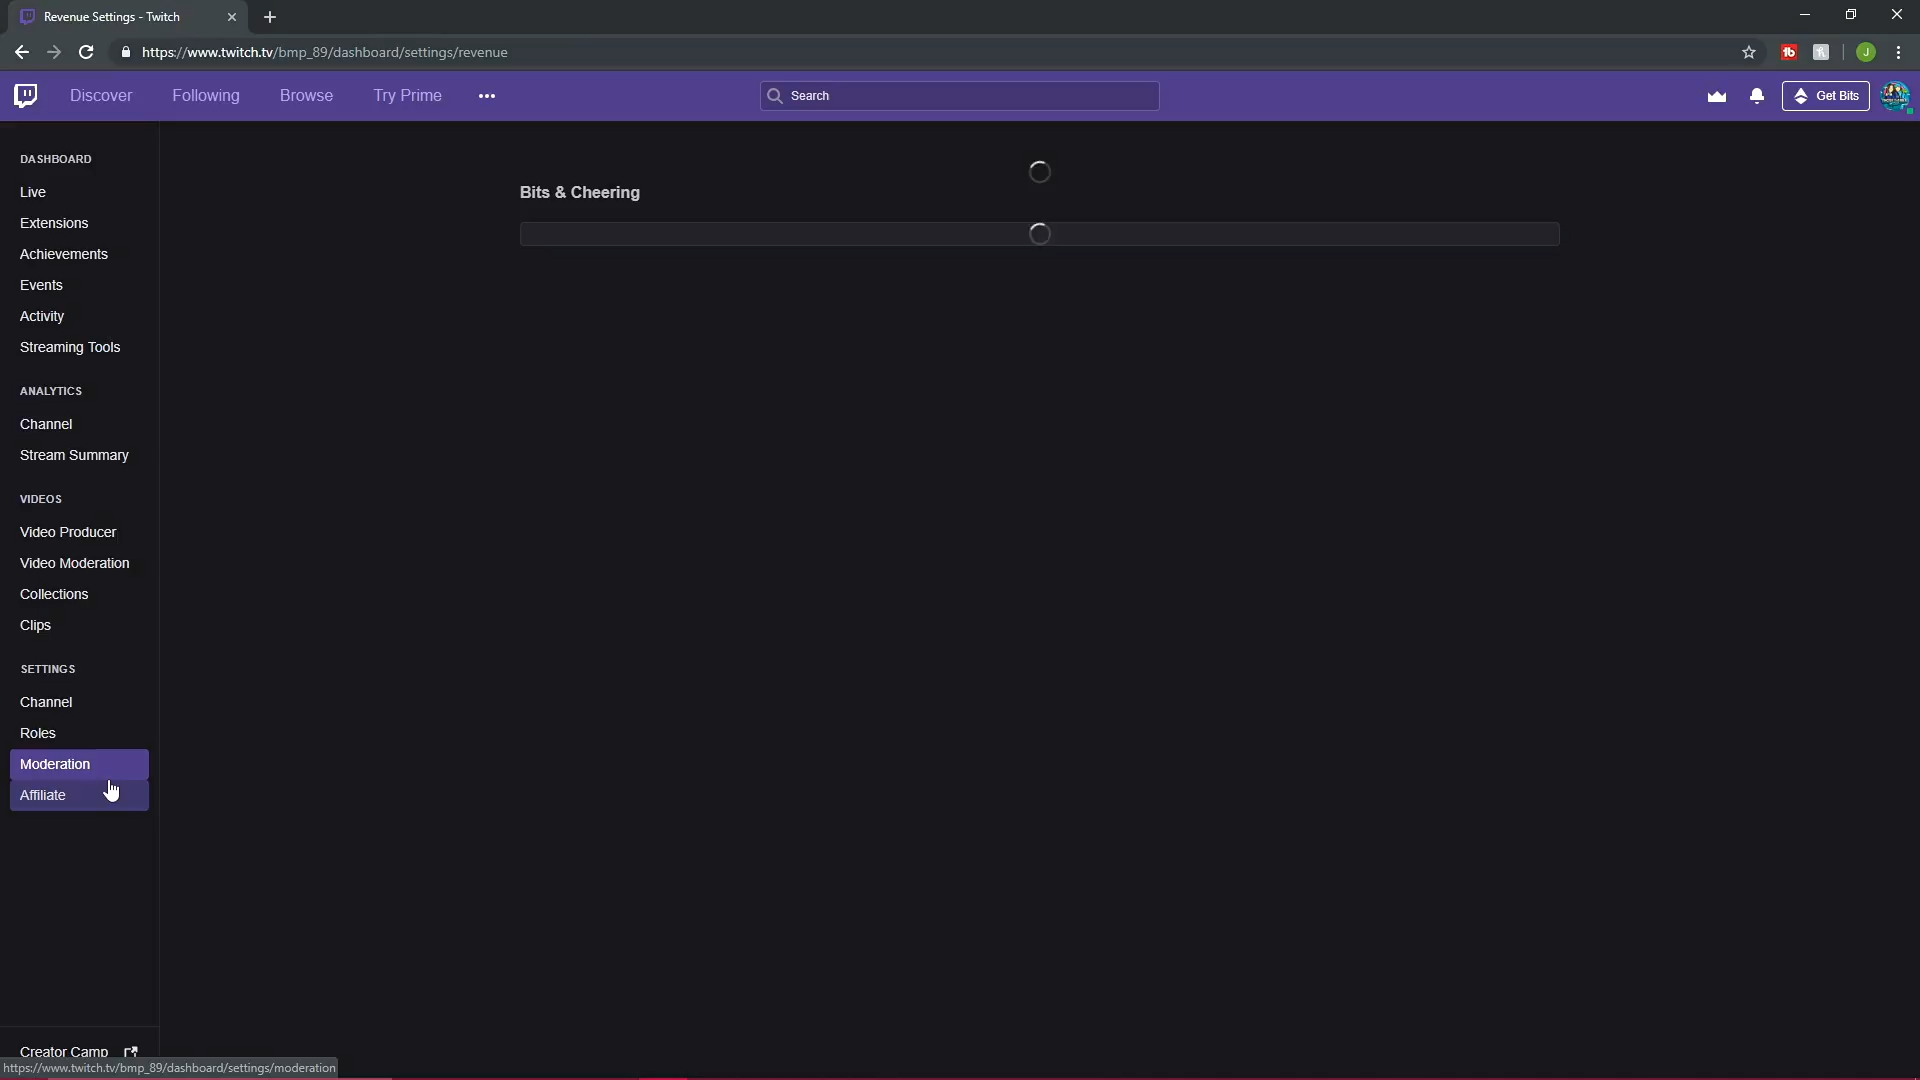 Revenue Settings - Twitch
https://www.twitch.tv/bmp_89/dashboard/settings/revenue
Discover
Following
Browse
Try Prime
Search
Get Bits
J
DASHBOARD
Live
Extensions
Achievements
Events
Activity
Streaming Tools
ANALYTICS
Channel
Stream Summary
VIDEOS
Video Producer
Video Moderation
Collections
Clips
SETTINGS
Channel
Roles
Moderation
Affiliate
Creator Camp
https://www.twitch.tv/bmp_89/dashboard/settings/moderation
Bits & Cheering